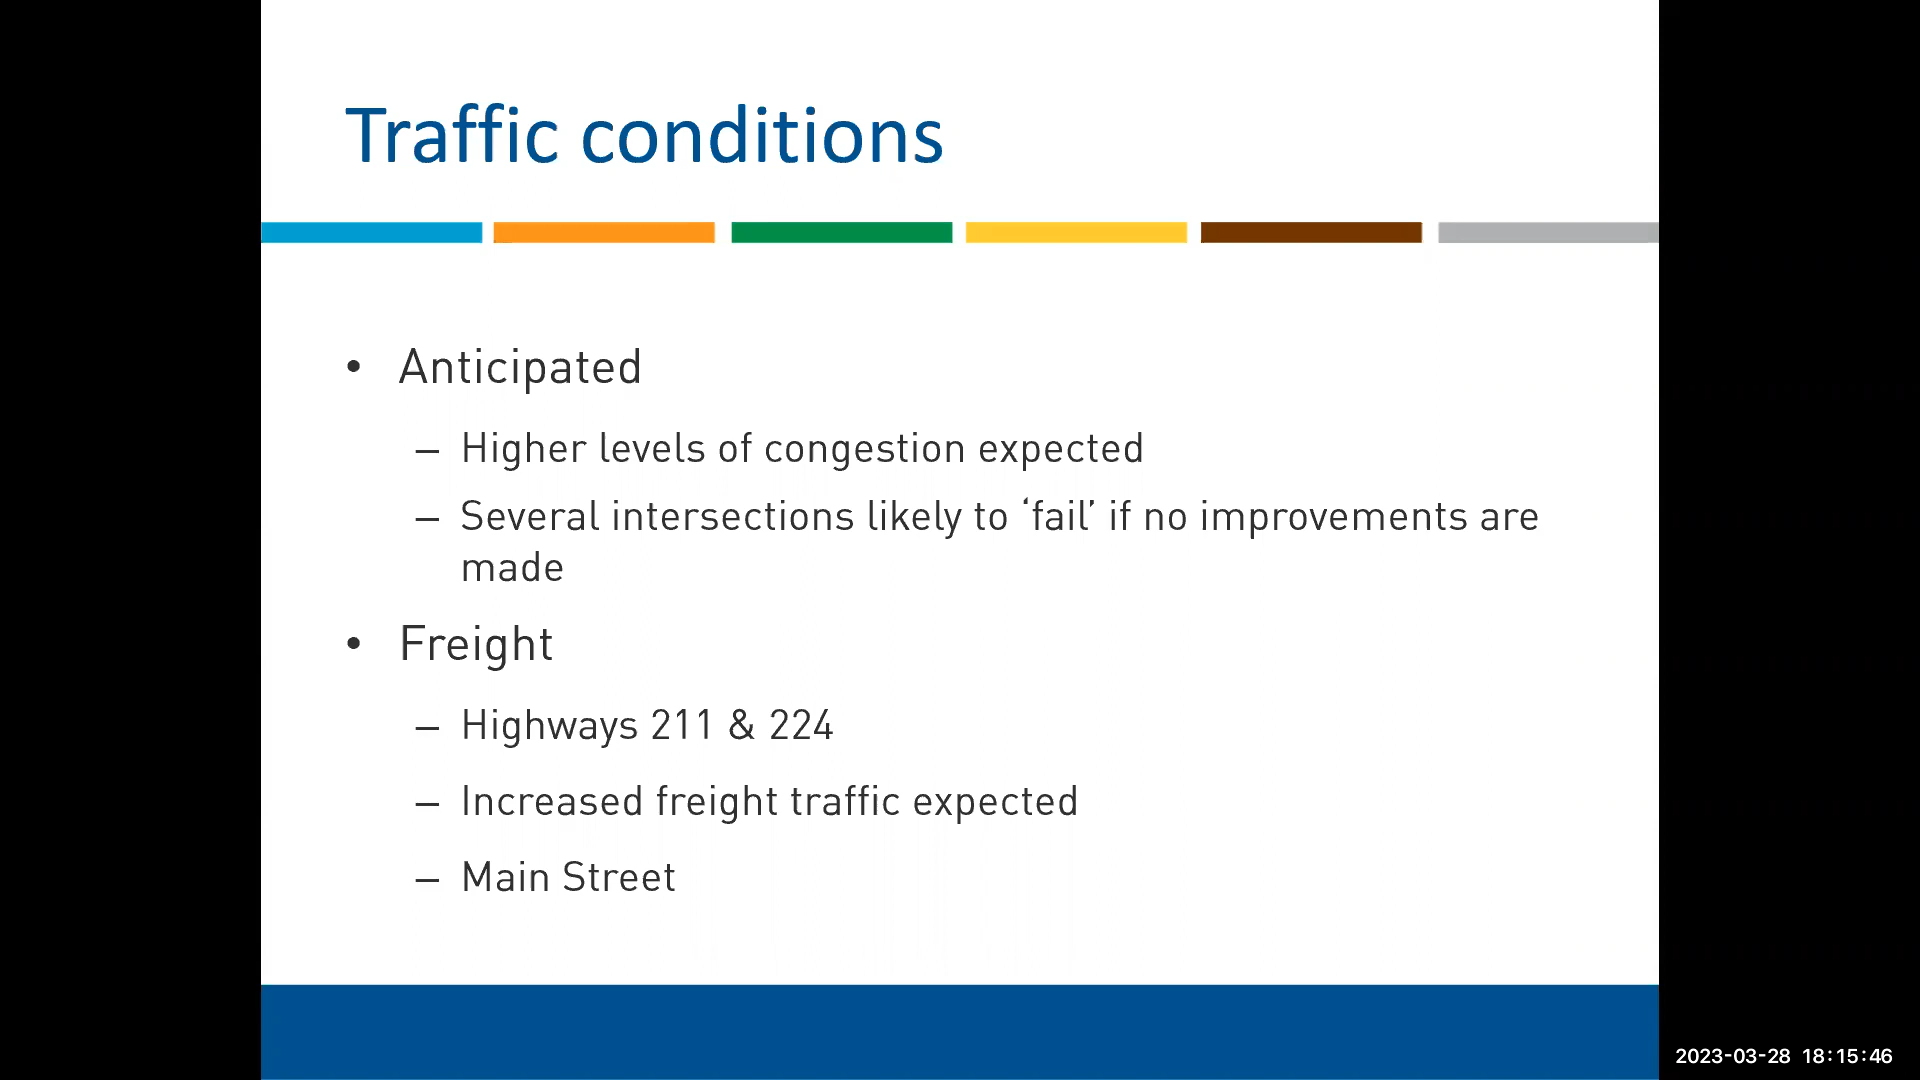 Traffic conditions
• Anticipated
– Higher levels of congestion expected
– Several intersections likely to ‘fail’ if no improvements are
made
• Freight
– Highways 211 & 224
– Increased freight traffic expected
– Main Street
2023-03-28 18:15:46